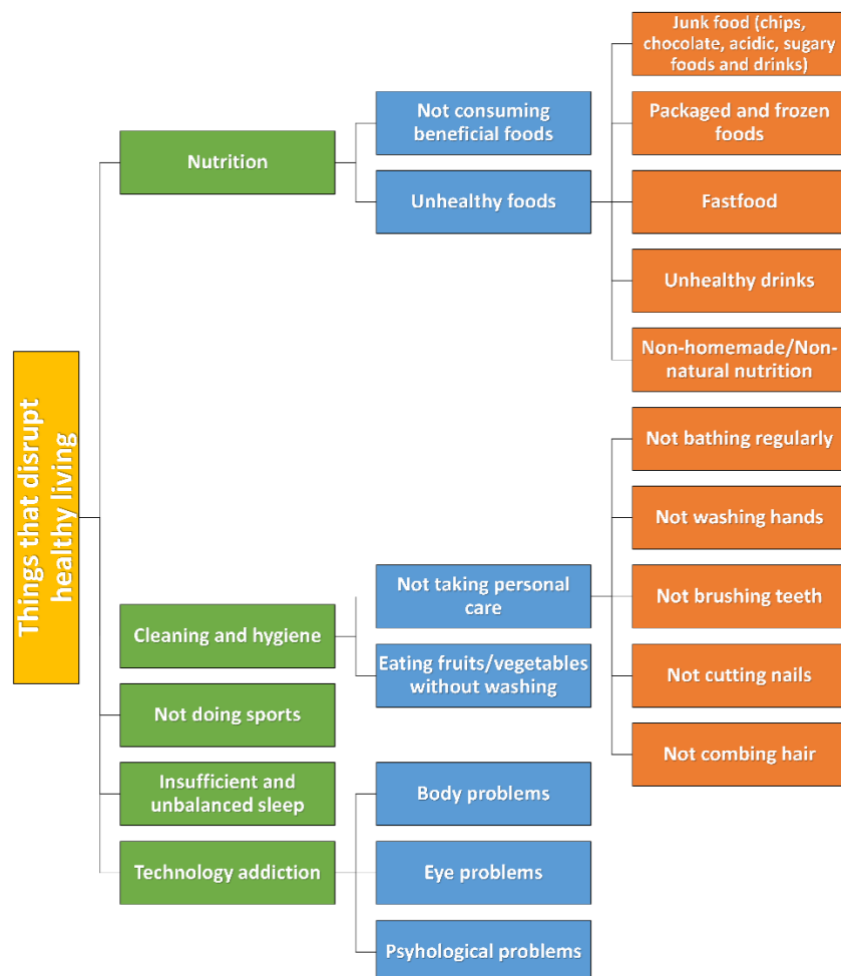 Things that disrupt
healthy living
Nutrition
Not consuming
beneficial foods
Unhealthy foods
Junk food (chips,
chocolate, acidic, sugary
foods and drinks)
Packaged and frozen
foods
Fastfood
Unhealthy drinks
Non-homemade/Non-
natural nutrition
Cleaning and hygiene
Not taking personal
care
Eating fruits/vegetables
without washing
Not bathing regularly
Not washing hands
Not brushing teeth
Not cutting nails
Not combing hair
Not doing sports
Insufficient and
unbalanced sleep
Technology addiction
Body problems
Eye problems
Psyhological problems